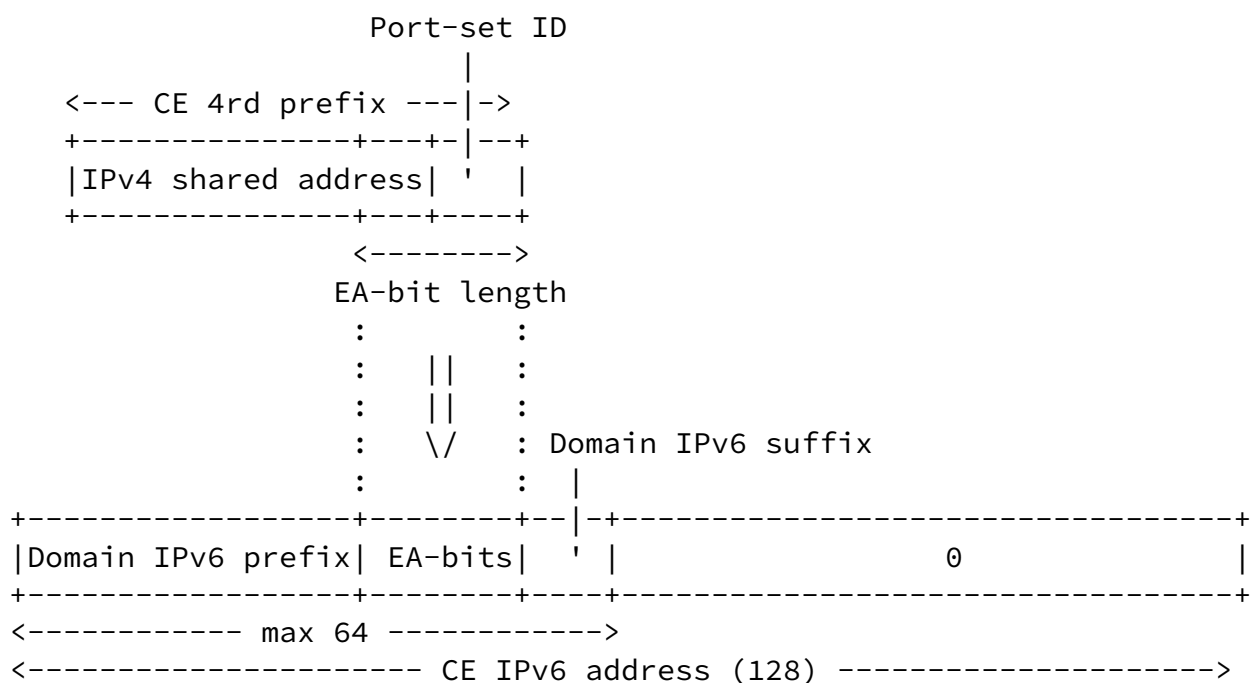 Port-set ID
                         |
   <--- CE 4rd prefix ---|->
   +---------------+---+-|--+
   |IPv4 shared address| '  |
   +---------------+---+----+
                   <-------->
                  EA-bit length
                   :        :
                   :   ||   :
                   :   ||   :
                   :   \/   : Domain IPv6 suffix
                   :        :  |
+------------------+--------+--|-+----------------------------------+
|Domain IPv6 prefix| EA-bits|  ' |                  0               |
+------------------+--------+----+----------------------------------+
<------------ max 64 ------------>
<---------------------- CE IPv6 address (128) --------------------->